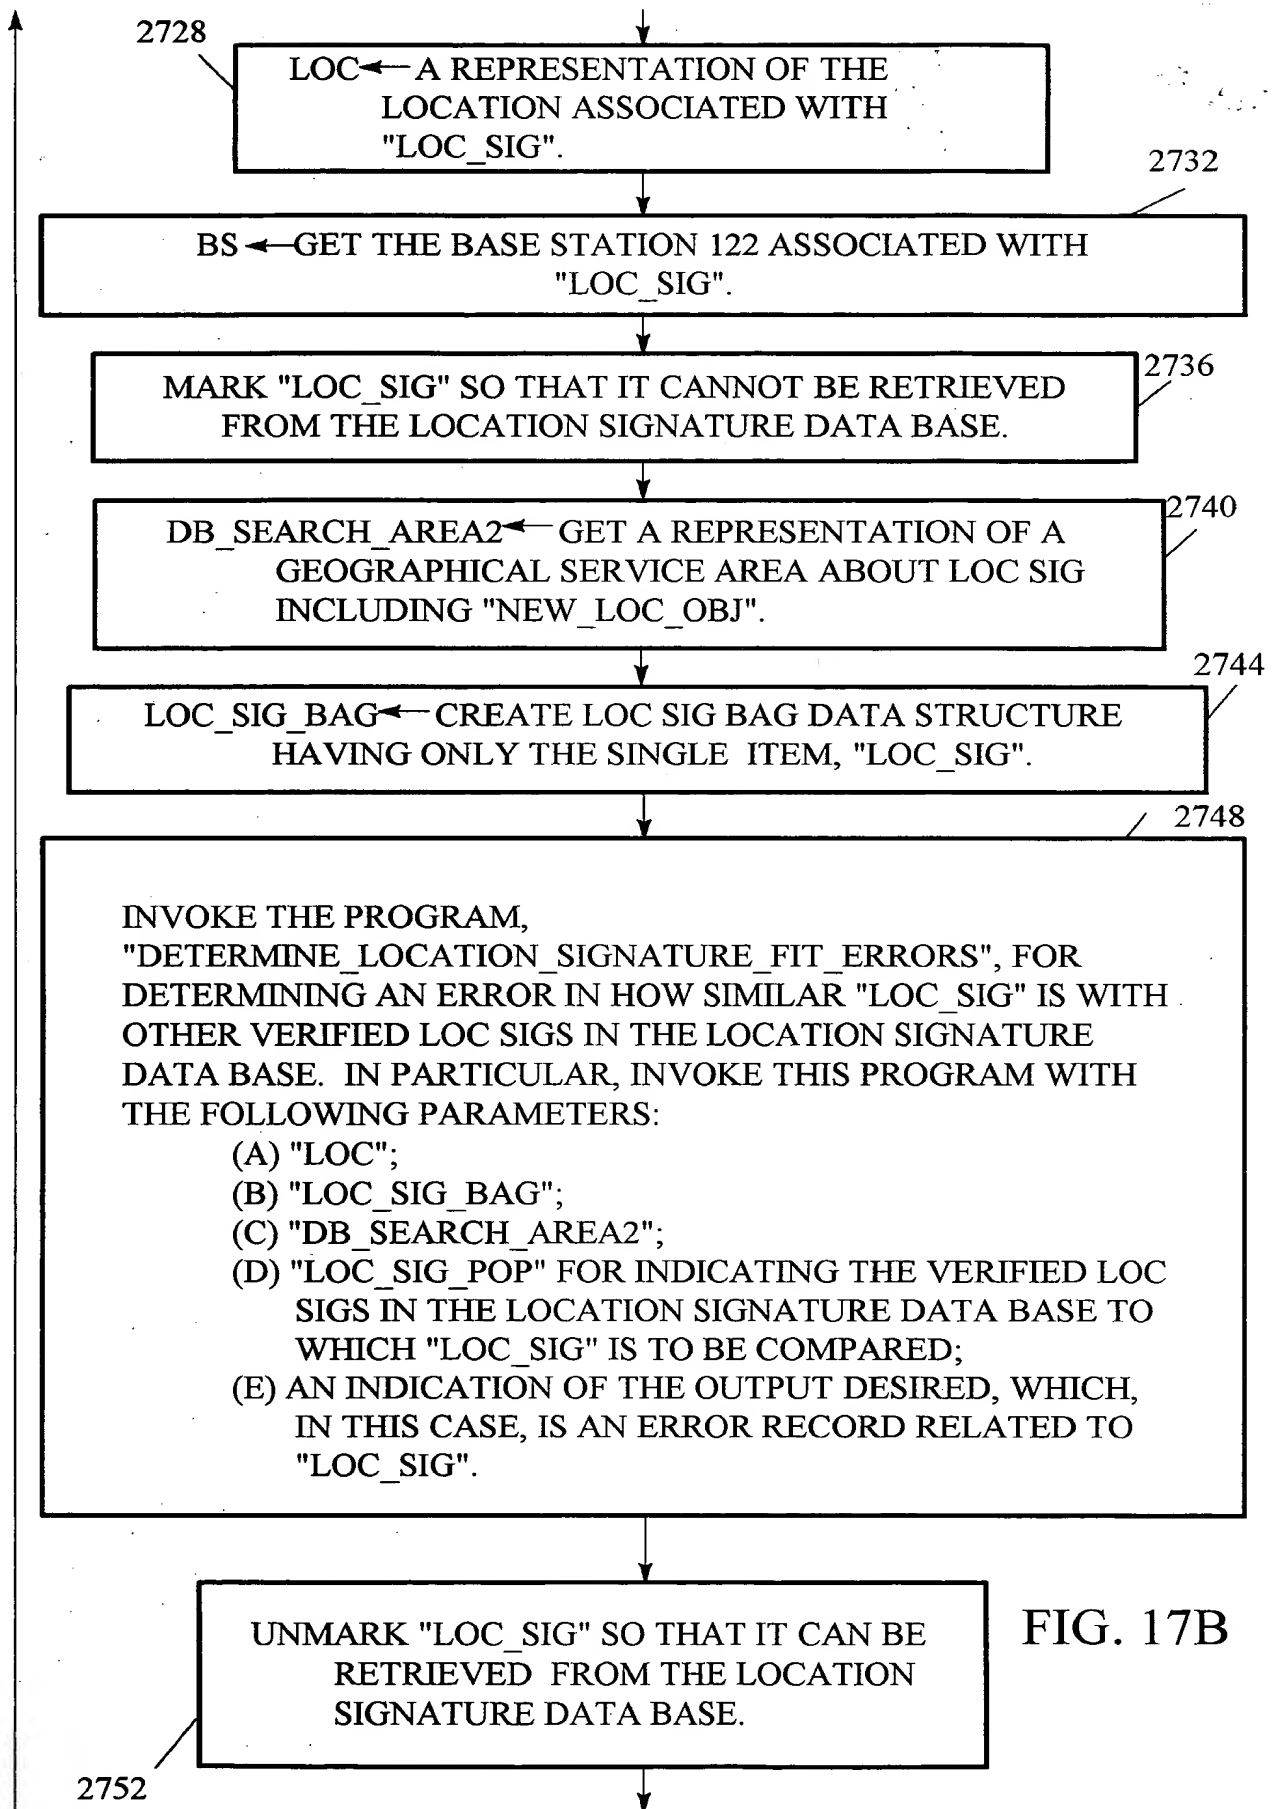 2728
LOC← A REPRESENTATION OF THE
LOCATION ASSOCIATED WITH
"LOC_SIG".
2732
BS ←GET THE BASE STATION 122 ASSOCIATED WITH
"LOC_SIG".
2736
MARK "LOC_SIG" SO THAT IT CANNOT BE RETRIEVED
FROM THE LOCATION SIGNATURE DATA BASE.
2740
DB_SEARCH_AREA2← GET A REPRESENTATION OF A
GEOGRAPHICAL SERVICE AREA ABOUT LOC SIG
INCLUDING "NEW_LOC_OBJ".
2744
LOC_SIG_BAG← CREATE LOC SIG BAG DATA STRUCTURE
HAVING ONLY THE SINGLE ITEM, "LOC_SIG".
2748
INVOKE THE PROGRAM,
"DETERMINE_LOCATION_SIGNATURE_FIT_ERRORS", FOR
DETERMINING AN ERROR IN HOW SIMILAR "LOC_SIG" IS WITH
OTHER VERIFIED LOC SIGS IN THE LOCATION SIGNATURE
DATA BASE. IN PARTICULAR, INVOKE THIS PROGRAM WITH
THE FOLLOWING PARAMETERS:
(A) "LOC";
(B) "LOC_SIG_BAG";
(C) "DB_SEARCH_AREA2";
(D) "LOC_SIG_POP" FOR INDICATING THE VERIFIED LOC
SIGS IN THE LOCATION SIGNATURE DATA BASE TO
WHICH "LOC_SIG" IS TO BE COMPARED;
(E) AN INDICATION OF THE OUTPUT DESIRED, WHICH,
IN THIS CASE, IS AN ERROR RECORD RELATED TO
"LOC_SIG".
UNMARK "LOC_SIG" SO THAT IT CAN BE
RETRIEVED FROM THE LOCATION
SIGNATURE DATA BASE.
FIG. 17B
2752